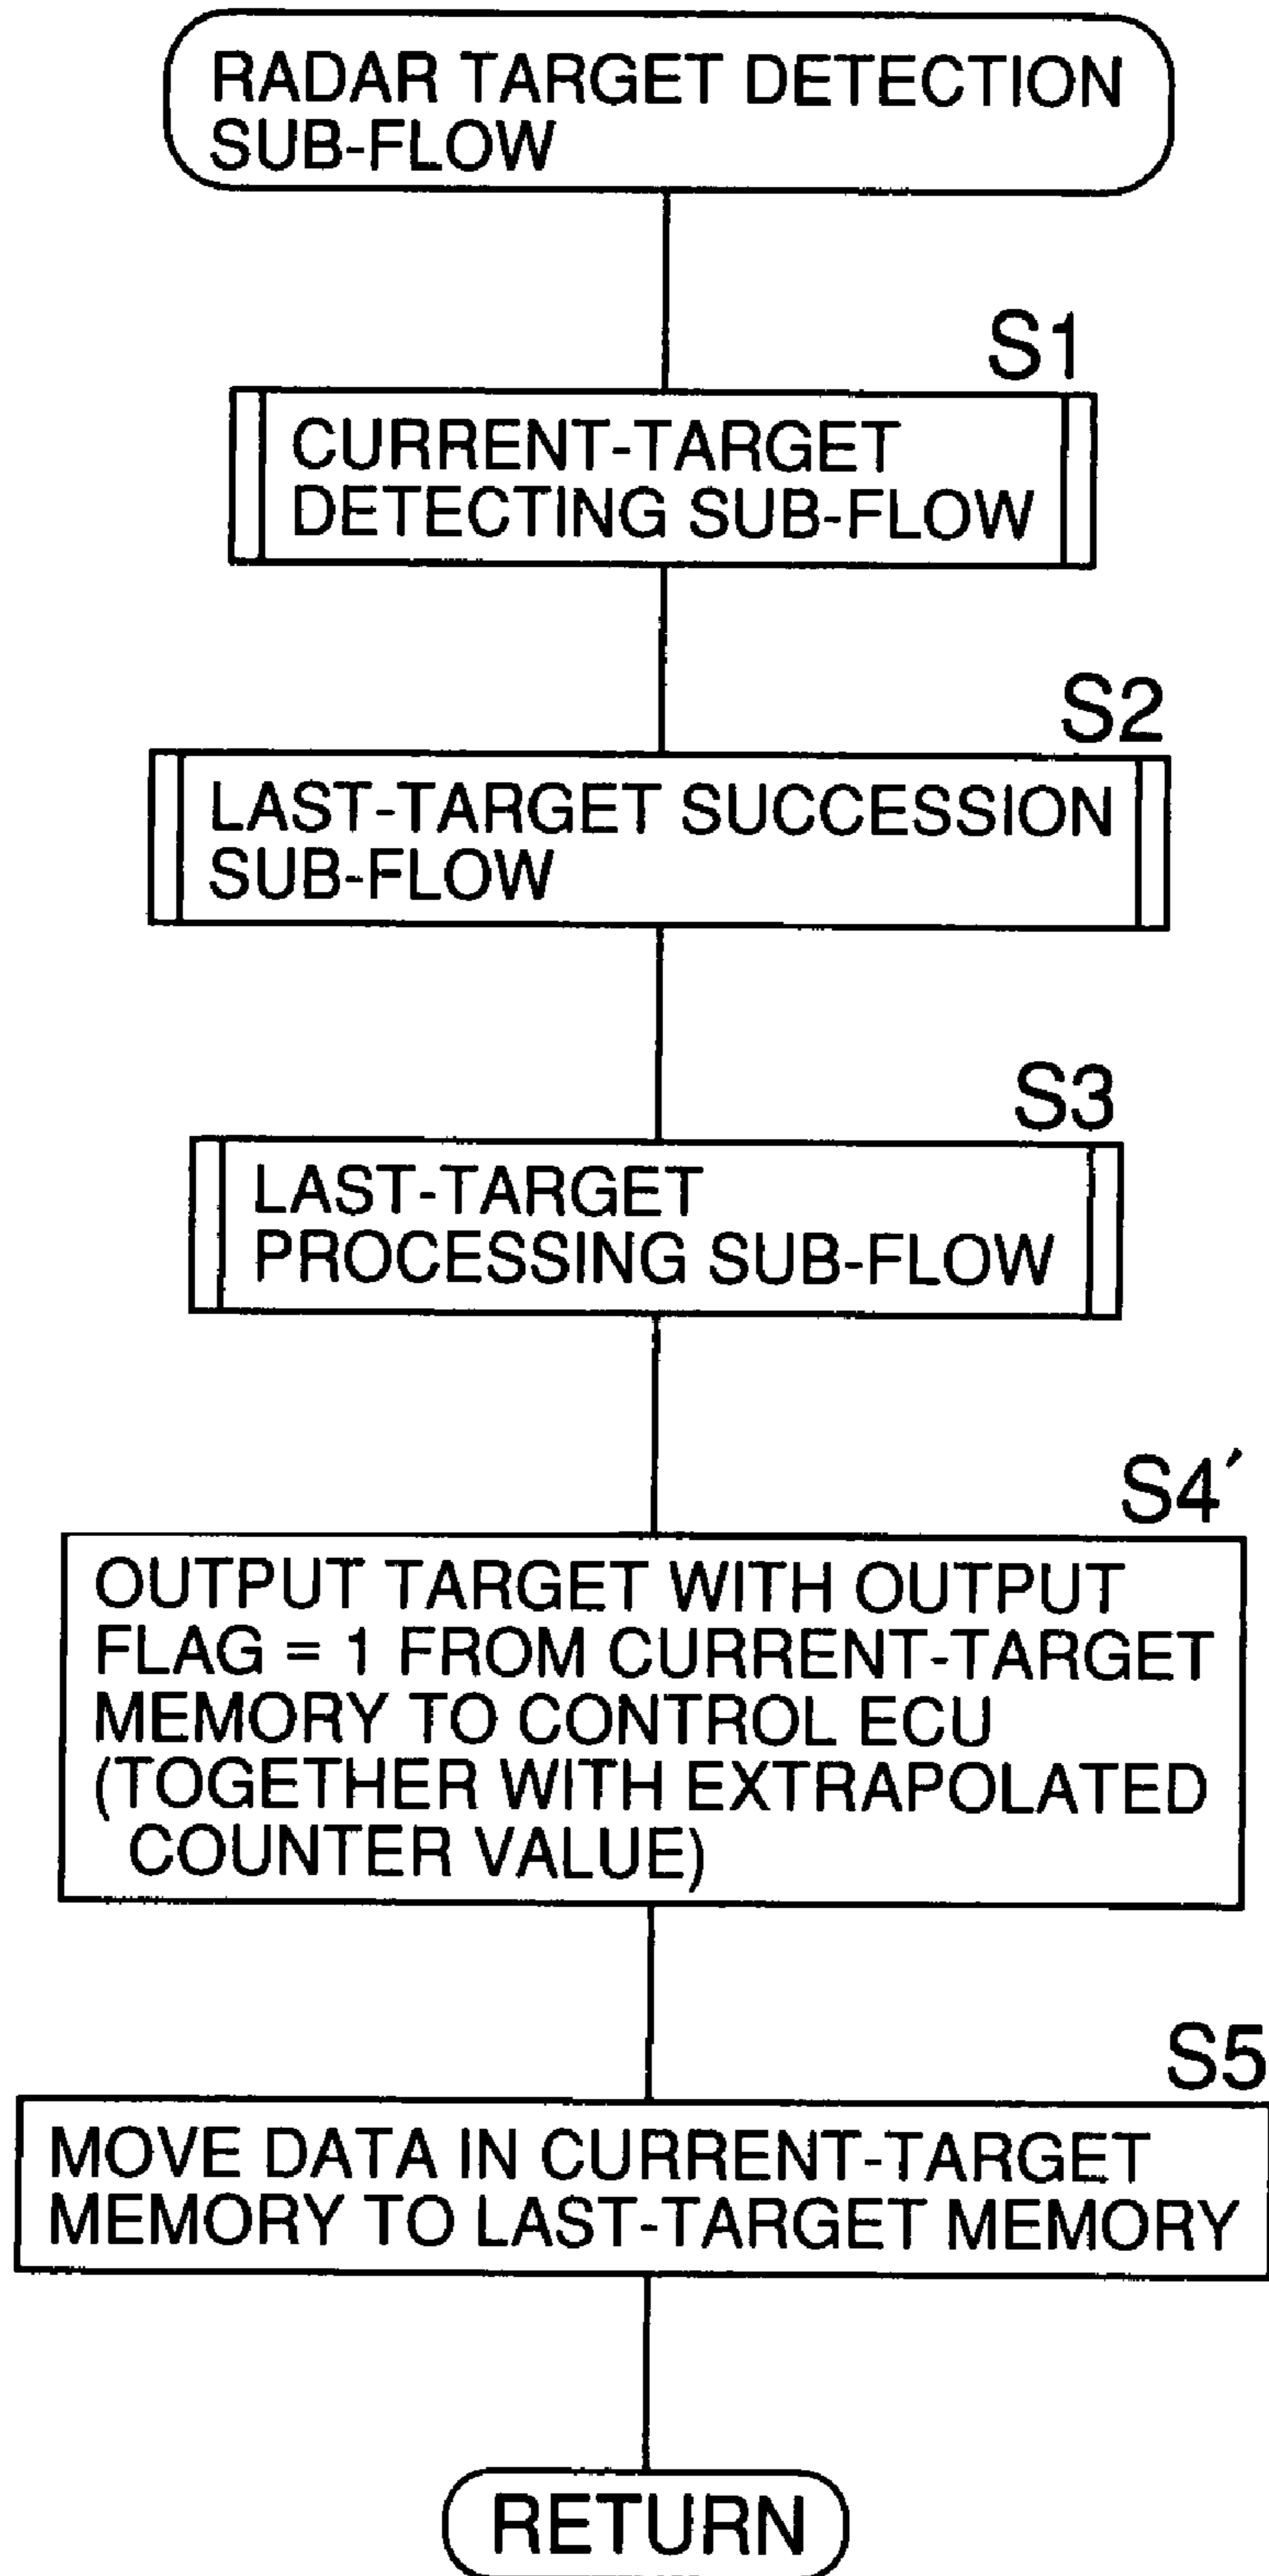 RADAR TARGET DETECTION
SUB-FLOW
S1
CURRENT-TARGET
DETECTING SUB-FLOW
S2
LAST-TARGET SUCCESSION
SUB-FLOW
S3
LAST-TARGET
PROCESSING SUB-FLOW
S4′
OUTPUT TARGET WITH OUTPUT
FLAG = 1 FROM CURRENT-TARGET
MEMORY TO CONTROL ECU
(TOGETHER WITH EXTRAPOLATED
COUNTER VALUE)
S5
MOVE DATA IN CURRENT-TARGET
MEMORY TO LAST-TARGET MEMORY
RETURN